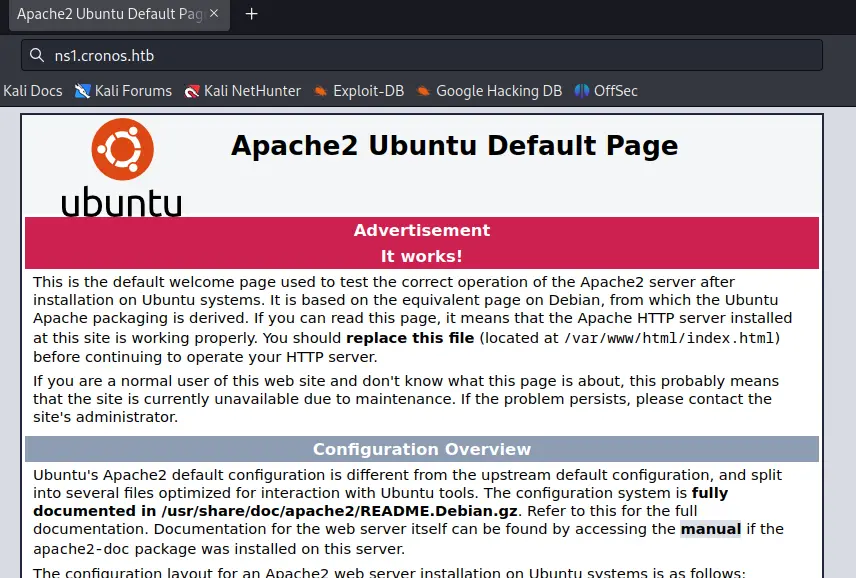 Apache2 Ubuntu Default Pag
ns1.cronos.htb
Kali Docs Kali Forums Kali NetHunter Exploit-DB Google Hacking DB OffSec
ubuntu
Apache2 Ubuntu Default Page
Advertisement
It works!
This is the default welcome page used to test the correct operation of the Apache2 server after
installation on Ubuntu systems. It is based on the equivalent page on Debian, from which the Ubuntu
Apache packaging is derived. If you can read this page, it means that the Apache HTTP server installed
at this site is working properly. You should replace this file (located at /var/www/html/index.html)
before continuing to operate your HTTP server.
If you are a normal user of this web site and don't know what this page is about, this probably means
that the site is currently unavailable due to maintenance. If the problem persists, please contact the
site's administrator.
Configuration Overview
Ubuntu's Apache2 default configuration is different from the upstream default configuration, and split
into several files optimized for interaction with Ubuntu tools. The configuration system is fully
documented in /usr/share/doc/apache2/README.Debian.gz. Refer to this for the full
documentation. Documentation for the web server itself can be found by accessing the manual if the
apache2-doc package was installed on this server.
The configuration layout for an Apache2 web server installation on Ubuntu systems is as follows: